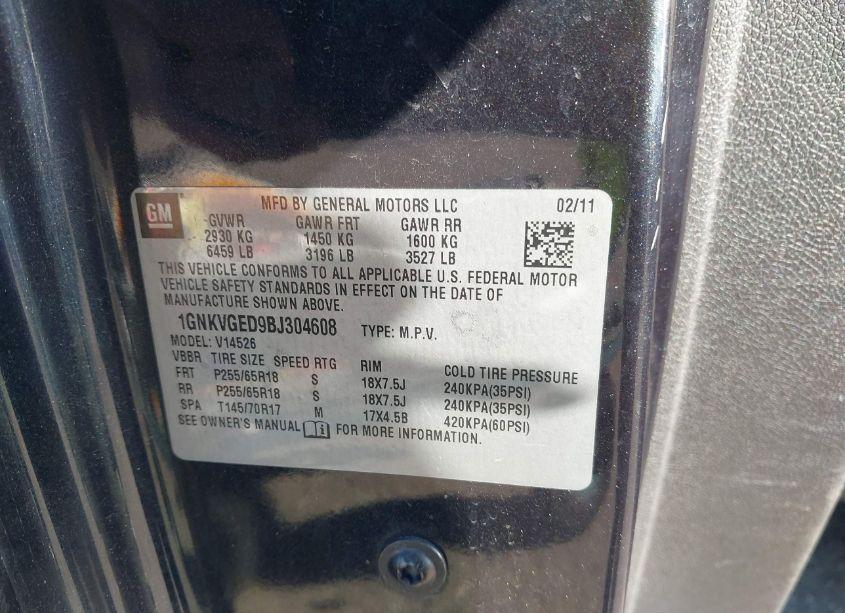 GM
MFD BY GENERAL MOTORS LLC 02/11
GVWR GAWR FRT GAWR RR
2930 KG 1450 KG 1600 KG
6459 LB 3196 LB 3527 LB
THIS VEHICLE CONFORMS TO ALL APPLICABLE U.S. FEDERAL MOTOR
VEHICLE SAFETY STANDARDS IN EFFECT ON THE DATE OF
MANUFACTURE SHOWN ABOVE.
1GNKVGED9BJ304608 TYPE: M.P.V.
MODEL: V14526
VBBR TIRE SIZE SPEED RTG RIM COLD TIRE PRESSURE
FRT P255/65R18 S 18X7.5J 240KPA(35PSI)
RR P255/65R18 S 18X7.5J 240KPA(35PSI)
SPA T145/70R17 M 17X4.5B 420KPA(60PSI)
SEE OWNER'S MANUAL FOR MORE INFORMATION.